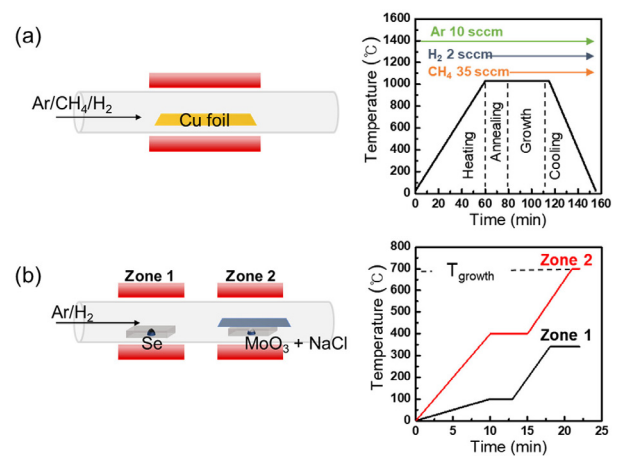 (a)
Ar/CH₄/H₂
Cu foil
Temperature (℃)
1600
1400
1200
1000
800
600
400
200
0
Ar 10 sccm
H₂ 2 sccm
CH₄ 35 sccm
Heating
Annealing
Growth
Cooling
0 20 40 60 80 100 120 140 160
Time (min)
(b)
Zone 1 Zone 2
Ar/H₂
Se
MoO₃ + NaCl
Temperature (℃)
800
700
600
500
400
300
200
100
0
Zone 2
T growth
Zone 1
0 5 10 15 20 25
Time (min)